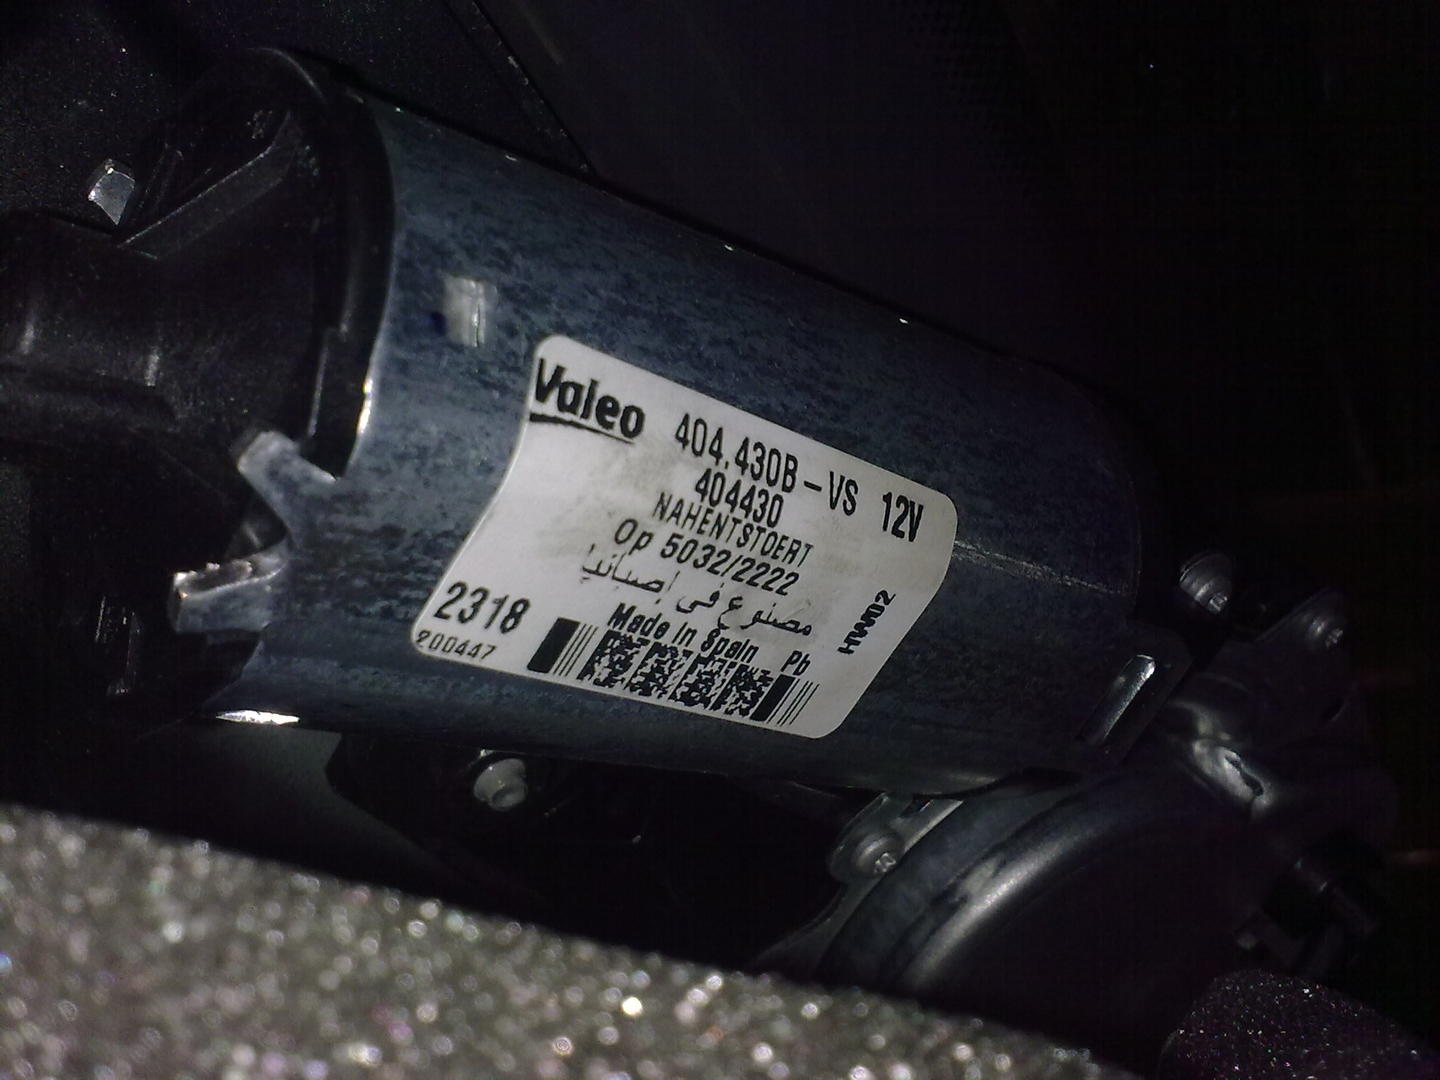 Valeo
404.430B-VS 12V
404430
NAHENTSTOERT
Op 5032/2222
مصنوع في إصبانيا
Made in Spain Pb
2318
200447
HW02